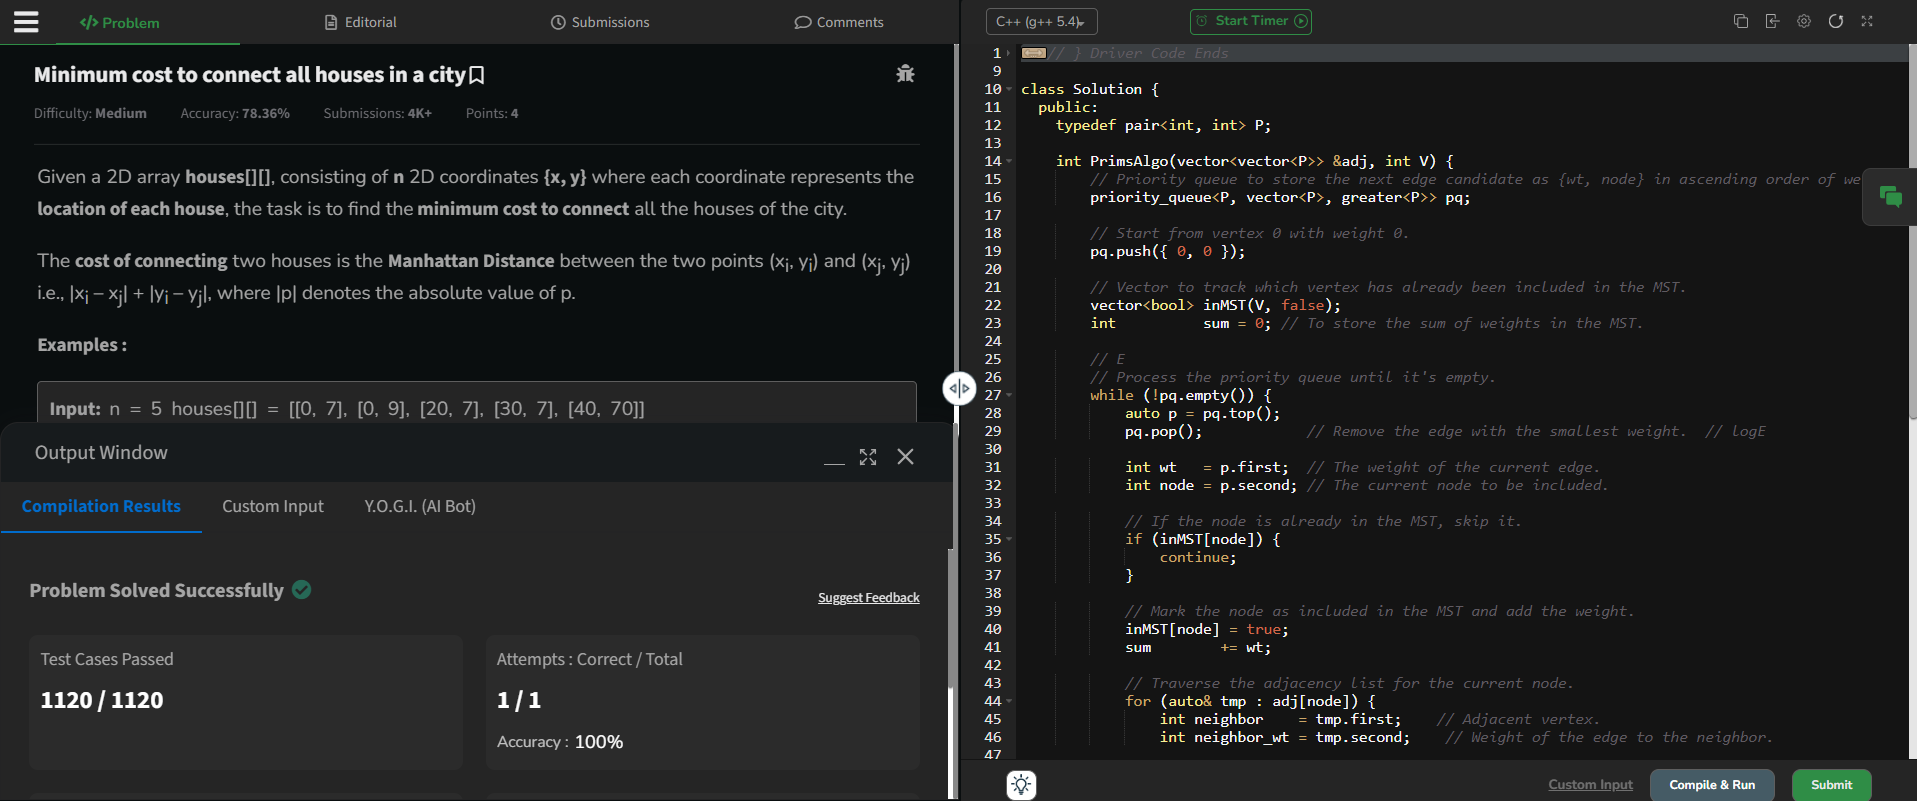 Problem
Editorial
Submissions
Comments
Minimum cost to connect all houses in a city
Difficulty: Medium Accuracy: 78.36% Submissions: 4K+ Points: 4
Given a 2D array houses[][], consisting of n 2D coordinates {x, y} where each coordinate represents the
location of each house, the task is to find the minimum cost to connect all the houses of the city.
The cost of connecting two houses is the Manhattan Distance between the two points (xi, yi) and (xj, yj)
i.e., |xi − xj| + |yi − yj|, where |p| denotes the absolute value of p.
Examples :
Input: n = 5 houses[][] = [[0, 7], [0, 9], [20, 7], [30, 7], [40, 70]]
Output Window
Compilation Results
Custom Input
Y.O.G.I. (AI Bot)
Problem Solved Successfully
Suggest Feedback
Test Cases Passed
1120 / 1120
Attempts : Correct / Total
1 / 1
Accuracy : 100%
C++ (g++ 5.4)
Start Timer
1 // } Driver Code Ends
9
10 class Solution {
11 public:
12 typedef pair<int, int> P;
13
14 int PrimsAlgo(vector<vector<P>> &adj, int V) {
15 // Priority queue to store the next edge candidate as {wt, node} in ascending order of we
16 priority_queue<P, vector<P>, greater<P>> pq;
17
18 // Start from vertex 0 with weight 0.
19 pq.push({ 0, 0 });
20
21 // Vector to track which vertex has already been included in the MST.
22 vector<bool> inMST(V, false);
23 int sum = 0; // To store the sum of weights in the MST.
24
25 // E
26 // Process the priority queue until it's empty.
27 while (!pq.empty()) {
28 auto p = pq.top();
29 pq.pop(); // Remove the edge with the smallest weight. // logE
30
31 int wt = p.first; // The weight of the current edge.
32 int node = p.second; // The current node to be included.
33
34 // If the node is already in the MST, skip it.
35 if (inMST[node]) {
36 continue;
37 }
38
39 // Mark the node as included in the MST and add the weight.
40 inMST[node] = true;
41 sum += wt;
42
43 // Traverse the adjacency list for the current node.
44 for (auto& tmp : adj[node]) {
45 int neighbor = tmp.first; // Adjacent vertex.
46 int neighbor_wt = tmp.second; // Weight of the edge to the neighbor.
47
Custom Input
Compile & Run
Submit